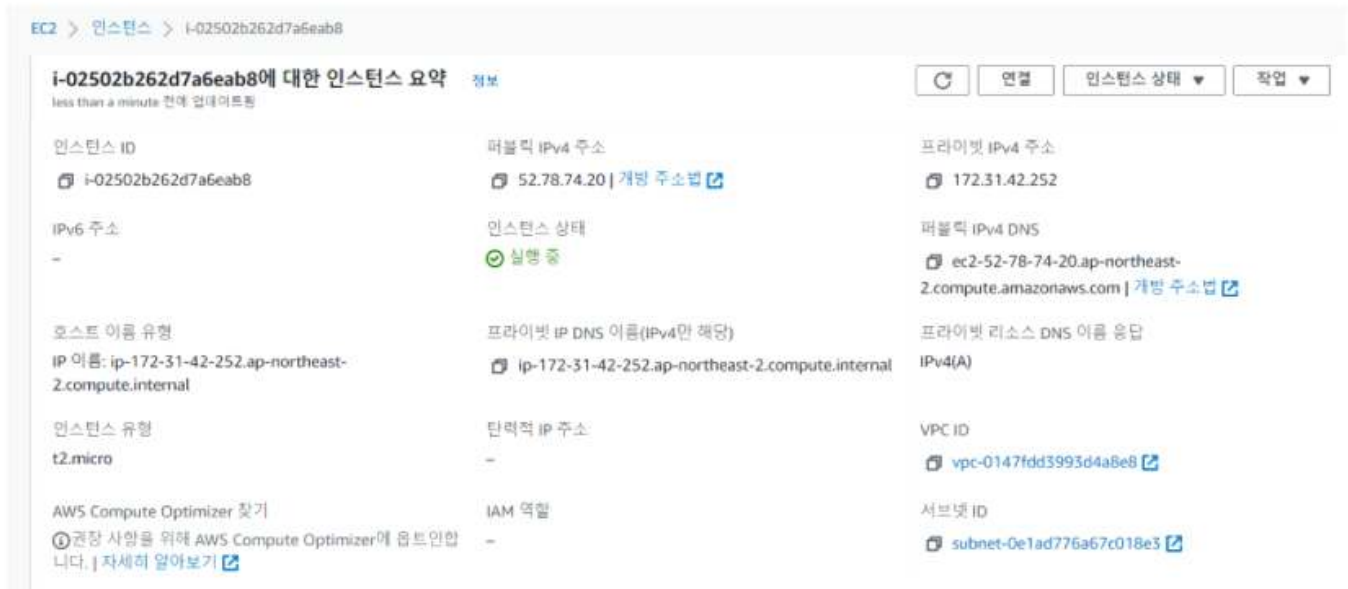 EC2 > 인스턴스 > i-02502b262d7a6eab8
i-02502b262d7a6eab8에 대한 인스턴스 요약 정보
less than a minute 전에 업데이트됨
연결 인스턴스 상태 ▼ 작업 ▼
인스턴스 ID
i-02502b262d7a6eab8
퍼블릭 IPv4 주소
52.78.74.20 | 개방 주소법
프라이빗 IPv4 주소
172.31.42.252
IPv6 주소
–
인스턴스 상태
실행 중
퍼블릭 IPv4 DNS
ec2-52-78-74-20.ap-northeast-
2.compute.amazonaws.com | 개방 주소법
호스트 이름 유형
IP 이름: ip-172-31-42-252.ap-northeast-
2.compute.internal
프라이빗 IP DNS 이름(IPv4만 해당)
ip-172-31-42-252.ap-northeast-2.compute.internal
프라이빗 리소스 DNS 이름 응답
IPv4(A)
인스턴스 유형
t2.micro
탄력적 IP 주소
–
VPC ID
vpc-0147fdd3993d4a8e8
AWS Compute Optimizer 찾기
권장 사항을 위해 AWS Compute Optimizer에 옵트인합
니다. | 자세히 알아보기
IAM 역할
–
서브넷 ID
subnet-0e1ad776a67c018e3